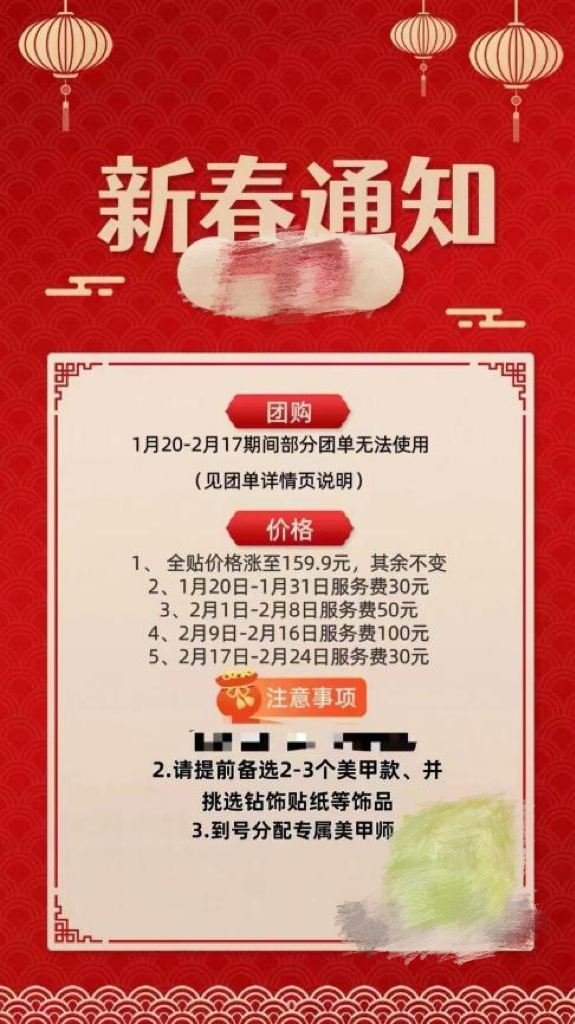 新春通知
团购
1月20-2月17期间部分团单无法使用
（见团单详情页说明）
价格
1、 全贴价格涨至159.9元，其余不变
2、1月20日-1月31日服务费30元
3、2月1日-2月8日服务费50元
4、2月9日-2月16日服务费100元
5、2月17日-2月24日服务费30元
注意事项
2.请提前备选2-3个美甲款、并
挑选钻饰贴纸等饰品
3.到号分配专属美甲师